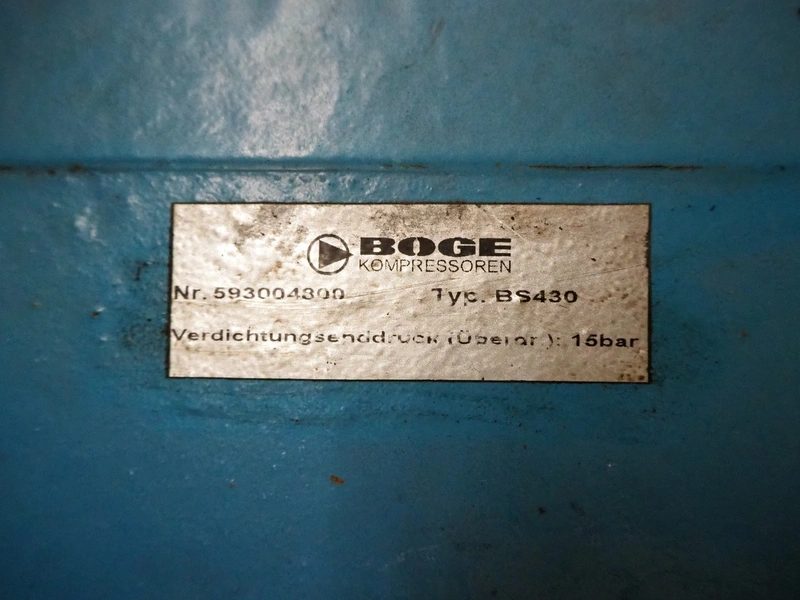 BOGE
KOMPRESSOREN
Nr. 593004300 Typ. BS430
Verdichtungsenddruck (Überdr.): 15bar